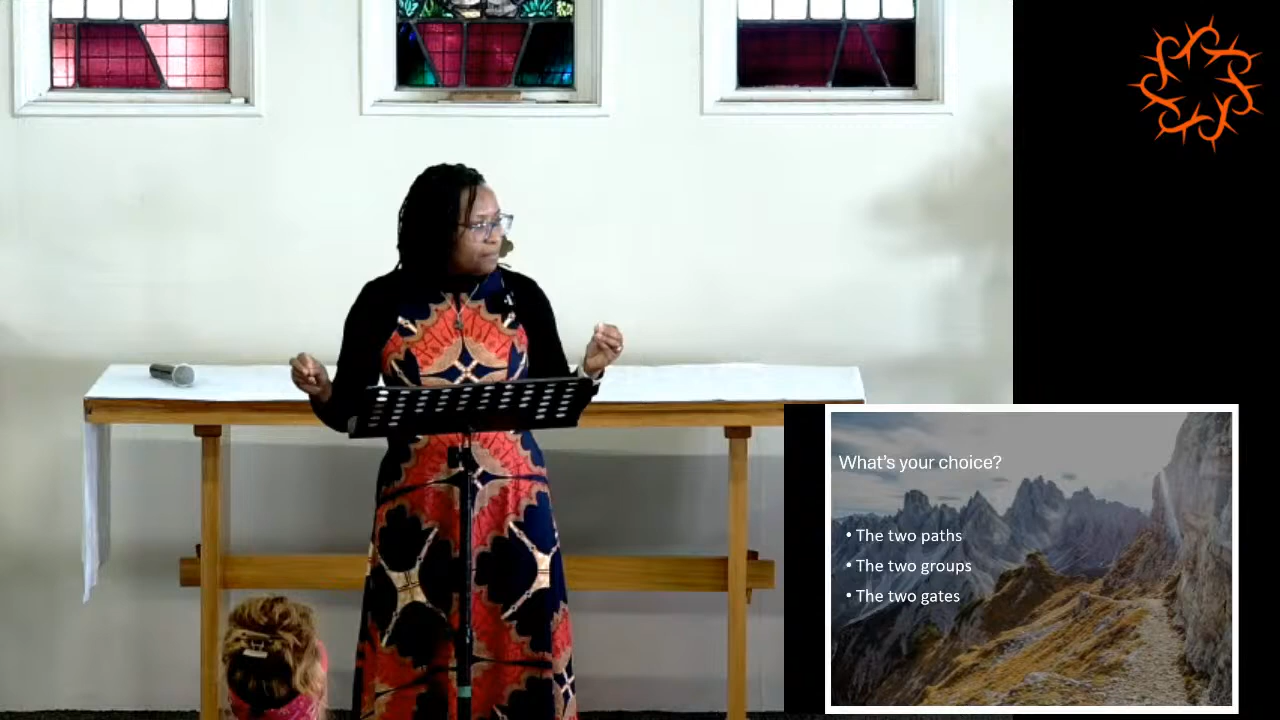 What's your choice?
• The two paths
• The two groups
• The two gates